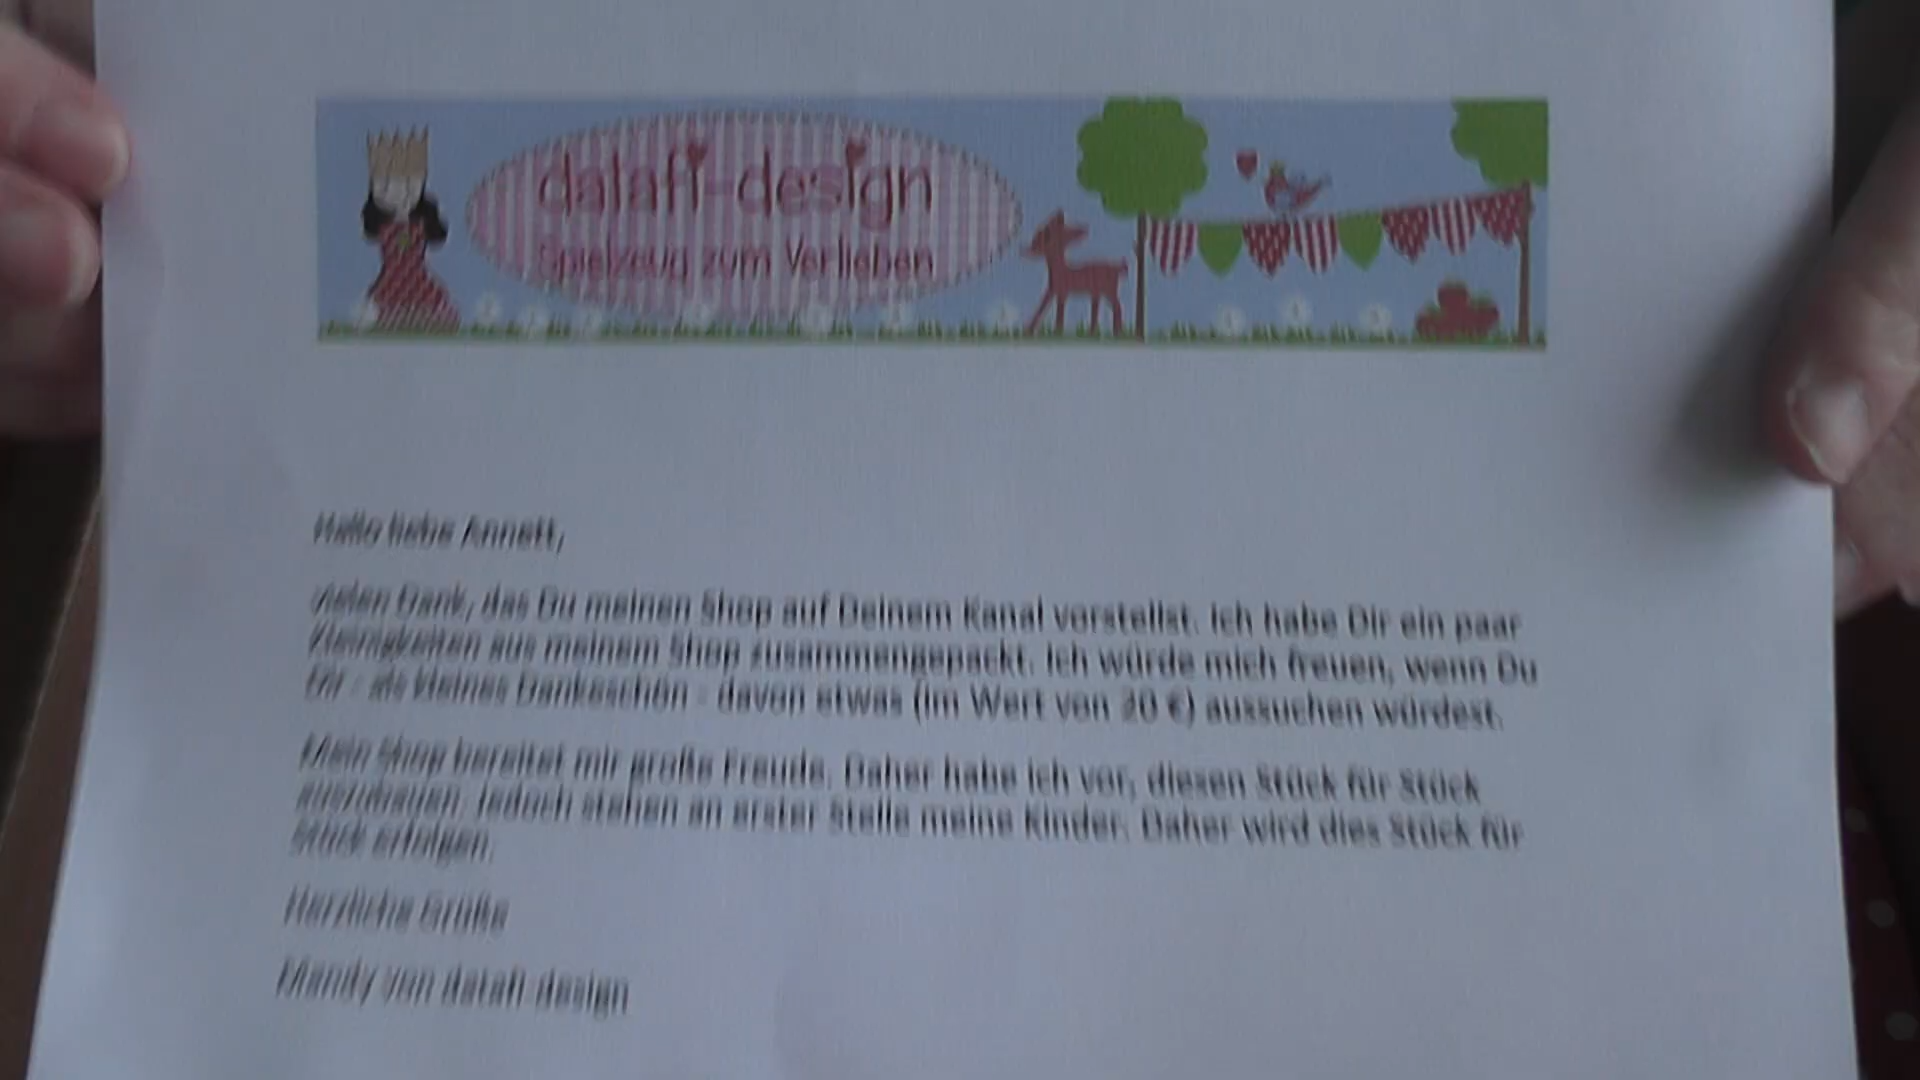 dalafi-design
Spielzeug zum Verlieben
Hallo liebe Annett,
vielen Dank, das Du meinen Shop auf Deinem Kanal vorstellst. Ich habe Dir ein paar
Kleinigkeiten aus meinem Shop zusammengepackt. Ich würde mich freuen, wenn Du
Dir - als kleines Dankeschön - davon etwas (im Wert von 20 €) aussuchen würdest.
Mein Shop bereitet mir große Freude. Daher habe ich vor, diesen Stück für Stück
auszubauen. Jedoch stehen an erster Stelle meine Kinder. Daher wird dies Stück für
Stück erfolgen.
Herzliche Grüße
Mandy von dalafi-design